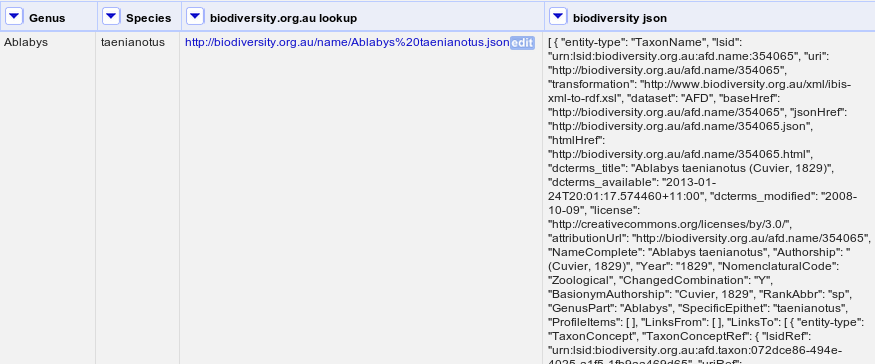 Genus Species biodiversity.org.au lookup biodiversity json
Ablabys taenianotus http://biodiversity.org.au/name/Ablabys%20taenianotus.json edit
[ { "entity-type": "TaxonName", "lsid":
"urn:lsid:biodiversity.org.au:afd.name:354065", "uri":
"http://biodiversity.org.au/afd.name/354065",
"transformation": "http://www.biodiversity.org.au/xml/ibis-
xml-to-rdf.xsl", "dataset": "AFD", "baseHref":
"http://biodiversity.org.au/afd.name/354065", "jsonHref":
"http://biodiversity.org.au/afd.name/354065.json",
"htmlHref":
"http://biodiversity.org.au/afd.name/354065.html",
"dcterms_title": "Ablabys taenianotus (Cuvier, 1829)",
"dcterms_available": "2013-01-
24T20:01:17.574460+11:00", "dcterms_modified": "2008-
10-09", "license":
"http://creativecommons.org/licenses/by/3.0/",
"attributionUrl": "http://biodiversity.org.au/afd.name/354065",
"NameComplete": "Ablabys taenianotus", "Authorship": "
(Cuvier, 1829)", "Year": "1829", "NomenclaturalCode":
"Zoological", "ChangedCombination": "Y",
"BasionymAuthorship": "Cuvier, 1829", "RankAbbr": "sp",
"GenusPart": "Ablabys", "SpecificEpithet": "taenianotus",
"ProfileItems": [ ], "LinksFrom": [ ], "LinksTo": [ { "entity-type":
"TaxonConcept", "TaxonConceptRef": { "lsidRef":
"urn:lsid:biodiversity.org.au:afd.taxon:072dce86-494e-